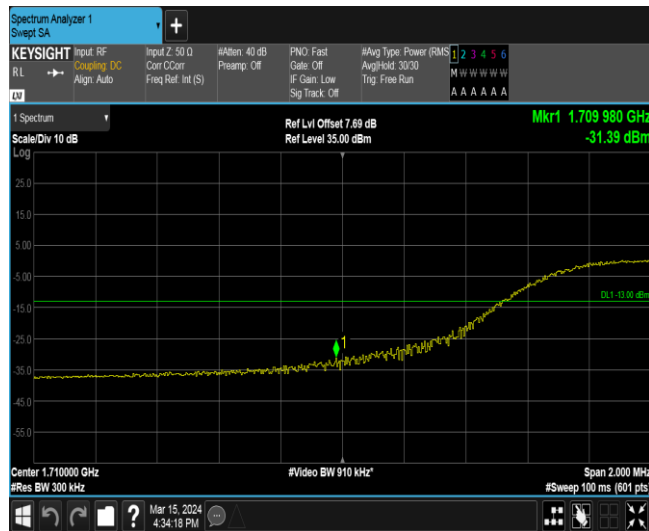 Spectrum Analyzer 1
Swept SA
KEYSIGHT
RL
LXI
Input: RF
Coupling: DC
Align: Auto
Input Z: 50 Ω
Corr CCorr
Freq Ref: Int (S)
#Atten: 40 dB
Preamp: Off
PNO: Fast
Gate: Off
IF Gain: Low
Sig Track: Off
#Avg Type: Power (RMS
Avg|Hold: 30/30
Trig: Free Run
1 2 3 4 5 6
M W W W W W
A A A A A A
1 Spectrum
Scale/Div 10 dB
Ref Lvl Offset 7.69 dB
Ref Level 35.00 dBm
Mkr1 1.709 980 GHz
-31.39 dBm
Log
25.0
15.0
5.00
-5.00
DL1 -13.00 dBm
-15.0
-25.0
1
-35.0
-45.0
-55.0
Center 1.710000 GHz
#Res BW 300 kHz
#Video BW 910 kHz*
Span 2.000 MHz
#Sweep 100 ms (601 pts)
?
Mar 15, 2024
4:34:18 PM